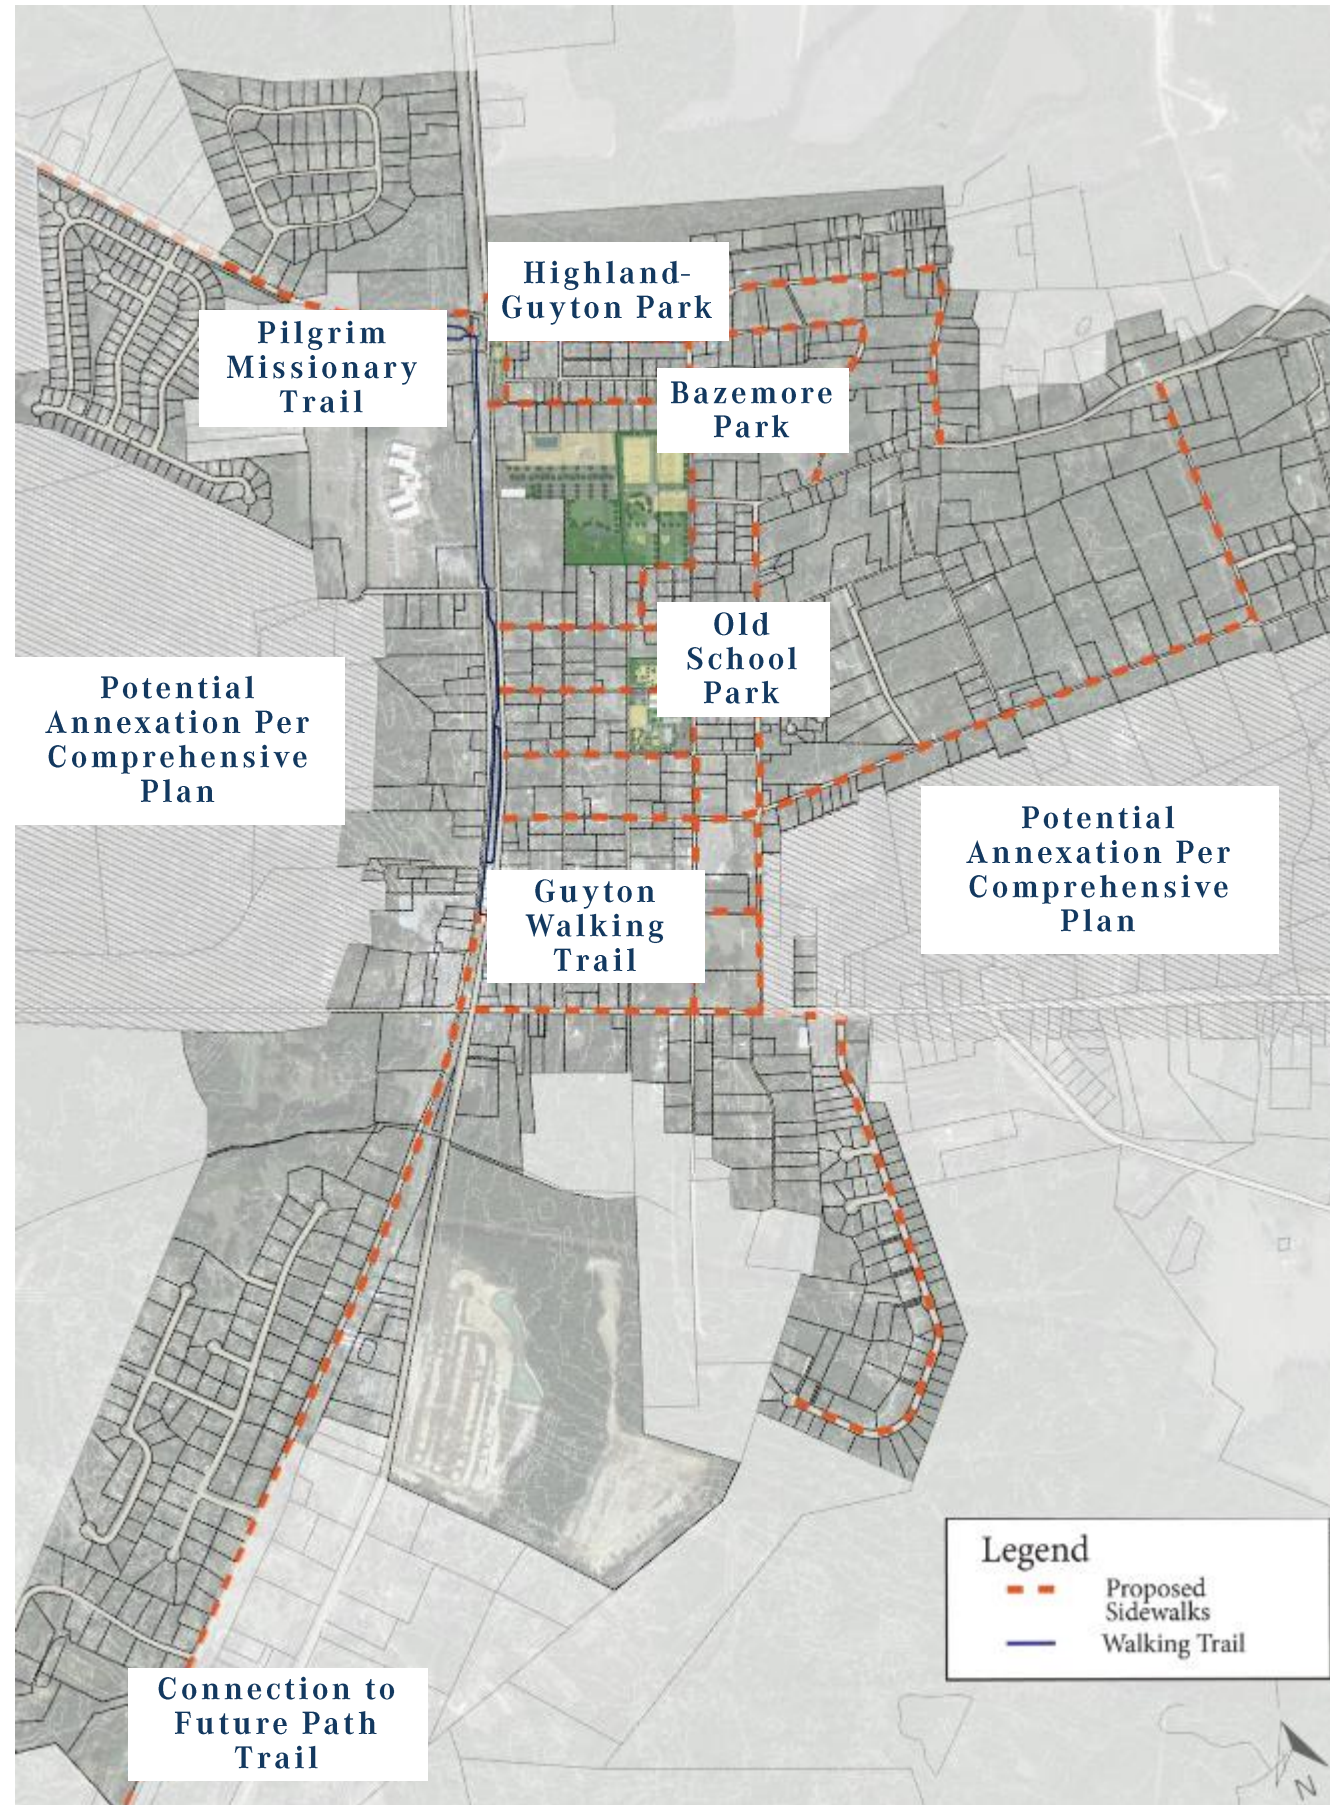 Highland-
Guyton Park
Pilgrim
Missionary
Trail
Bazemore
Park
Old
School
Park
Potential
Annexation Per
Comprehensive
Plan
Potential
Annexation Per
Comprehensive
Plan
Guyton
Walking
Trail
Legend
Proposed
Sidewalks
Walking Trail
Connection to
Future Path
Trail
N